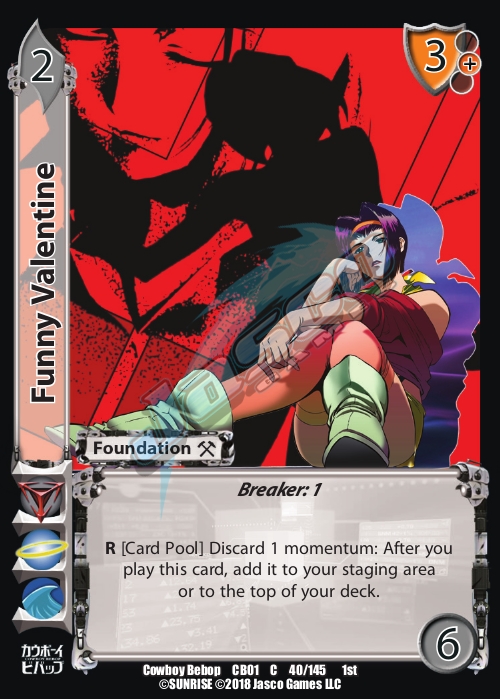 2
3
+
Funny Valentine
Foundation
Breaker: 1
R [Card Pool] Discard 1 momentum: After you
play this card, add it to your staging area
or to the top of your deck.
6
カウボーイ
ビバップ
Cowboy Bebop CB01 C 40/145 1st
©SUNRISE ©2018 Jasco Games LLC